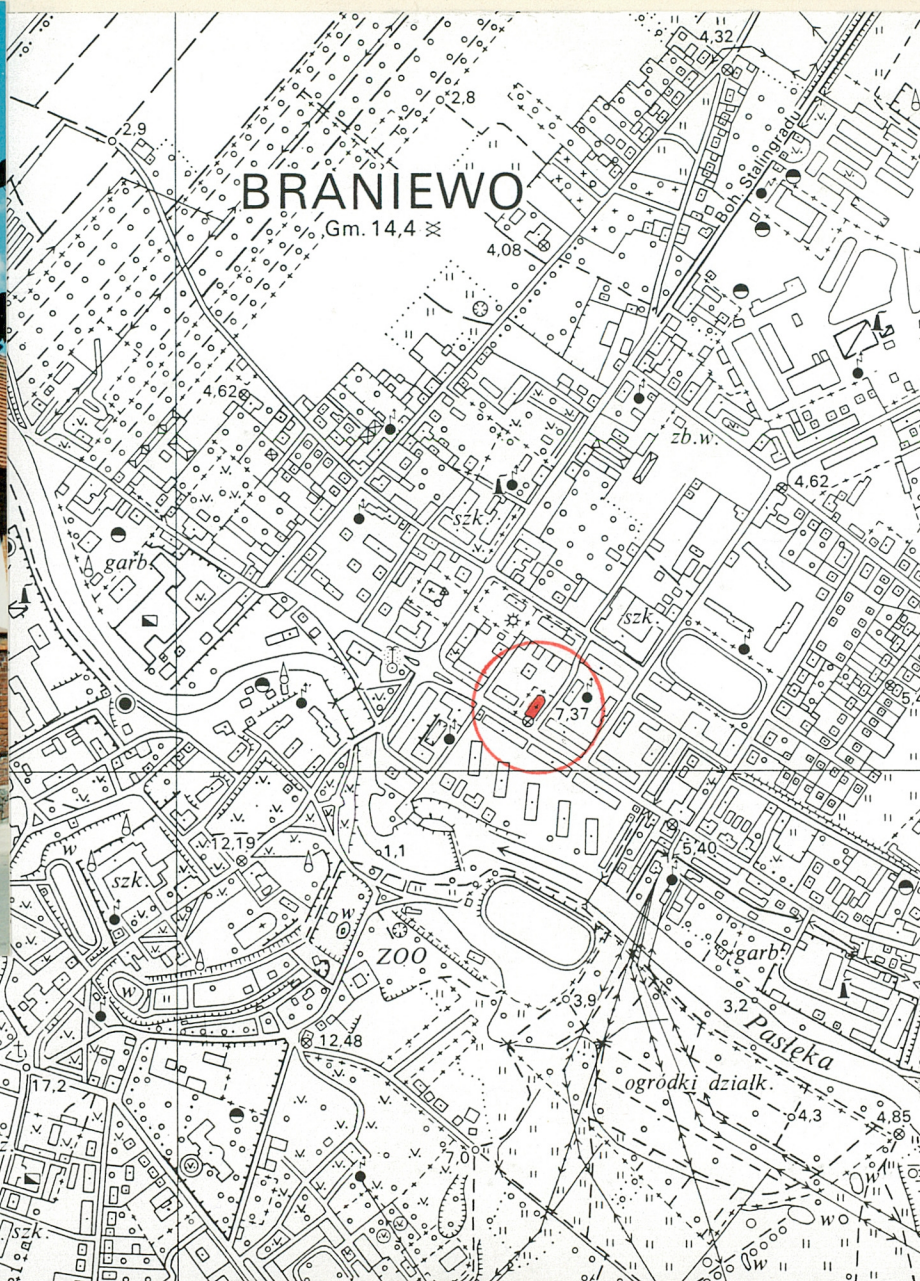 4,32
2,8
2,9
Boh. Stalingradu
BRANIEWO
Gm. 14,4
4,08
4,62
zb.w.
4,62
szk.
garb.
szk.
5,
7,37
1,1
5,40
12,19
w
szk.
w
ZOO
garb.
w
3,9
3,2
Pasłęka
12,48
ogródki działk.
17,2
4,3
4,85
7,0
w
w
szk.
w